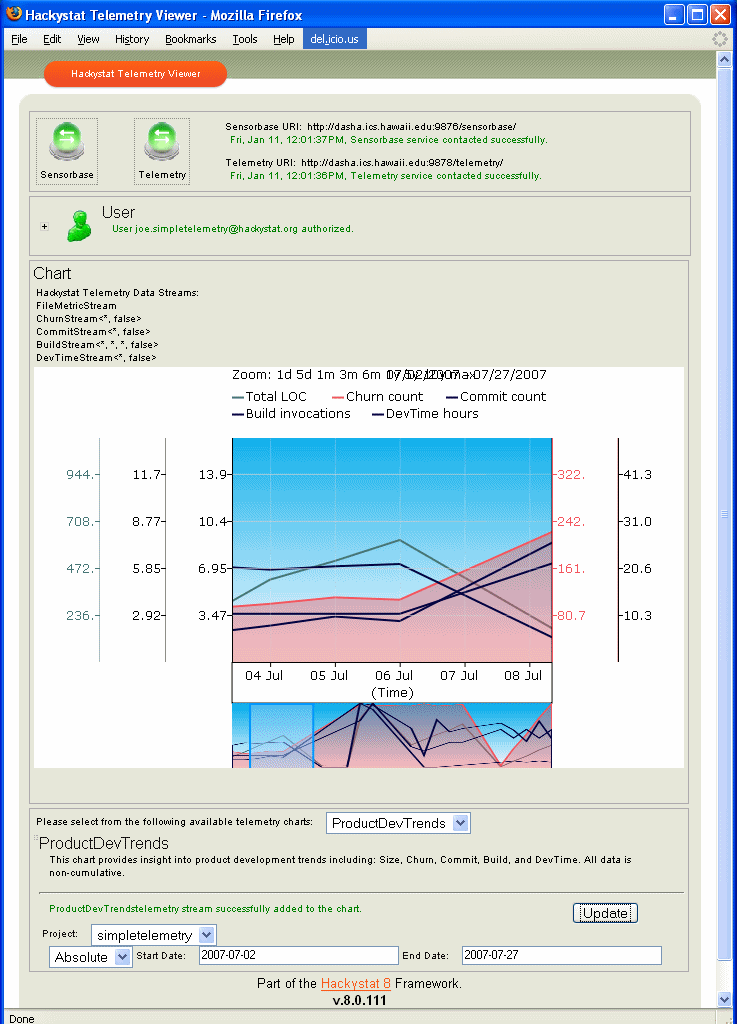 Hackystat Telemetry Viewer - Mozilla Firefox
File Edit View History Bookmarks Tools Help del.icio.us
Hackystat Telemetry Viewer
Sensorbase URI: http://dasha.ics.hawaii.edu:9876/sensorbase/
Fri, Jan 11, 12:01:37PM, Sensorbase service contacted successfully.
Telemetry URI: http://dasha.ics.hawaii.edu:9878/telemetry/
Fri, Jan 11, 12:01:36PM, Telemetry service contacted successfully.
Sensorbase Telemetry
User
User joe.simpletelemetry@hackystat.org authorized.
Chart
Hackystat Telemetry Data Streams:
FileMetricStream
ChurnStream<*, false>
CommitStream<*, false>
BuildStream<*, *, *, false>
DevTimeStream<*, false>
Zoom: 1d 5d 1m 3m 6m 07/27/2007
Total LOC Churn count Commit count
Build invocations DevTime hours
944. 11.7 13.9 322. 41.3
708. 8.77 10.4 242. 31.0
472. 5.85 6.95 161. 20.6
236. 2.92 3.47 80.7 10.3
04 Jul 05 Jul 06 Jul 07 Jul 08 Jul
(Time)
Please select from the following available telemetry charts: ProductDevTrends
ProductDevTrends
This chart provides insight into product development trends including: Size, Churn, Commit, Build, and DevTime. All data is
non-cumulative.
ProductDevTrendstelemetry stream successfully added to the chart.
Update
Project: simpletelemetry
Absolute Start Date: 2007-07-02 End Date: 2007-07-27
Part of the Hackystat 8 Framework.
v.8.0.111
Done